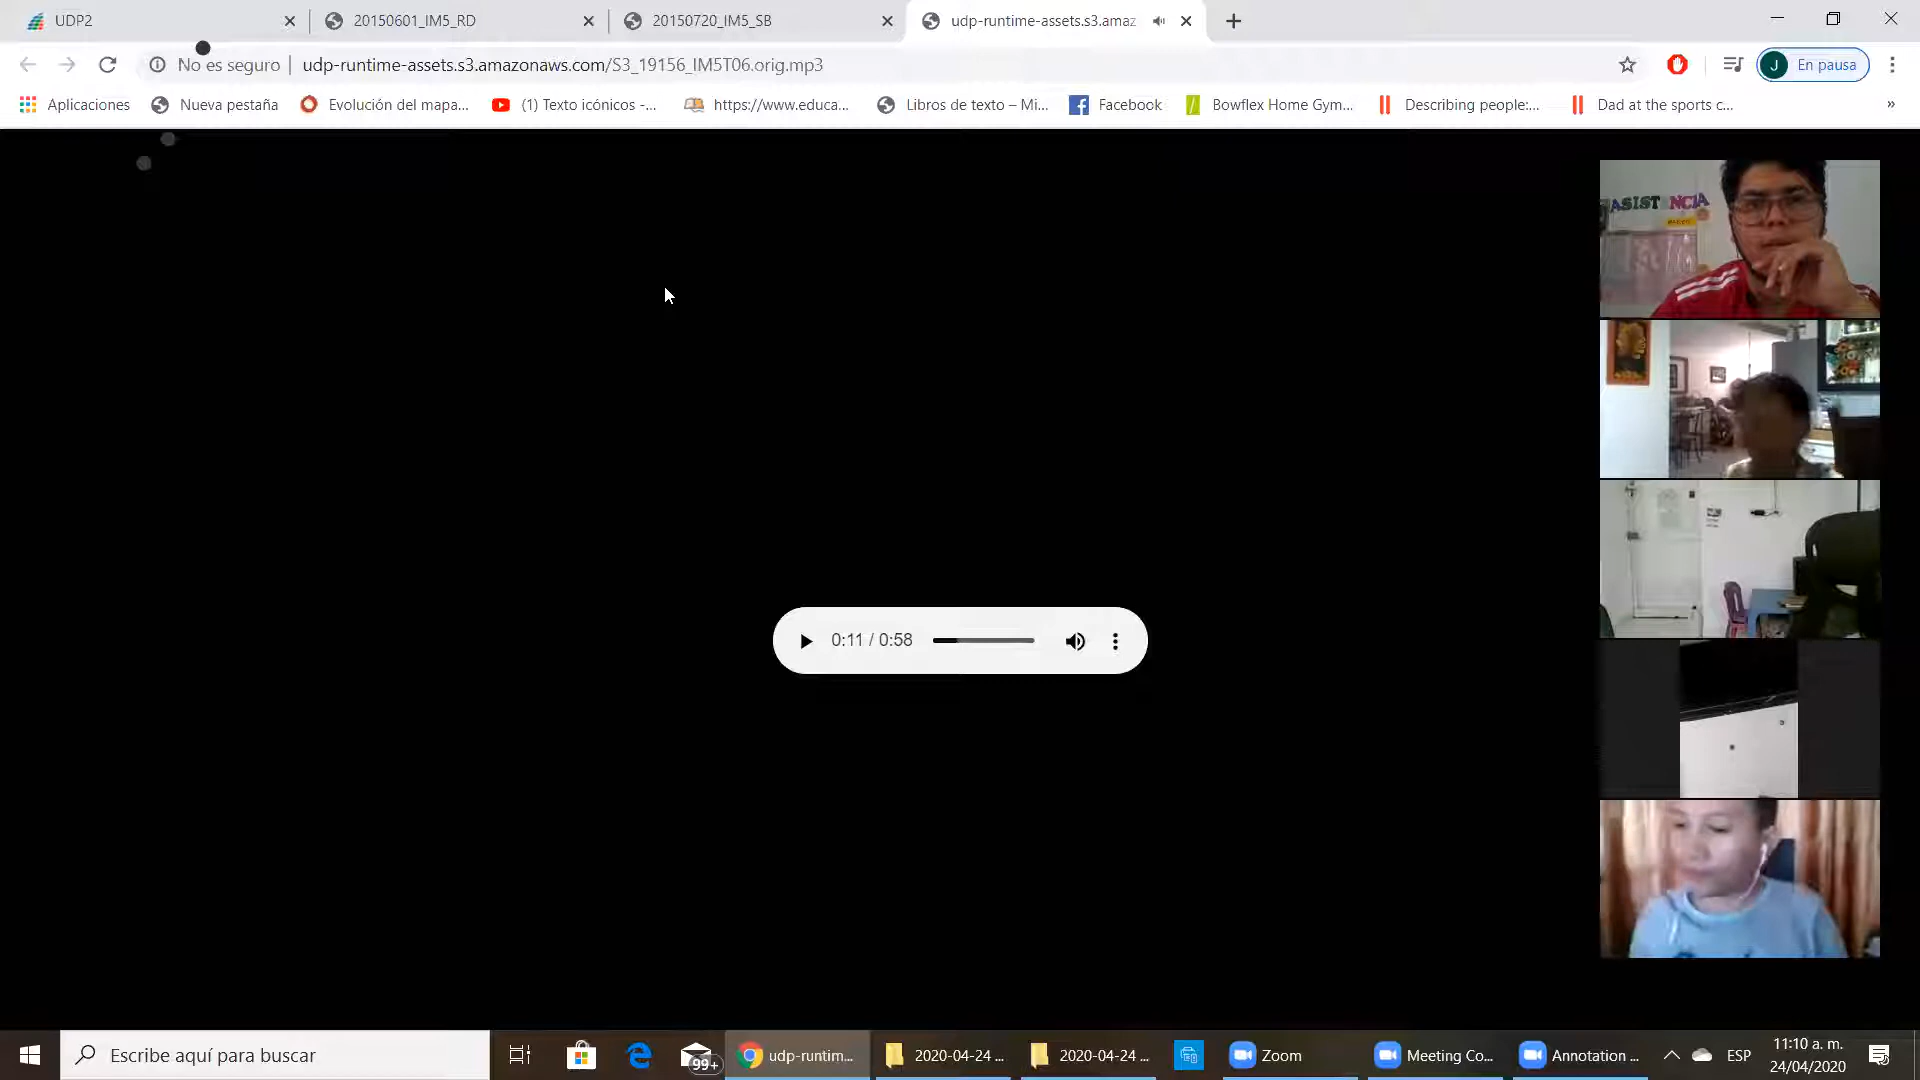 UDP2
20150601_IM5_RD
20150720_IM5_SB
udp-runtime-assets.s3.amaz
No es seguro
udp-runtime-assets.s3.amazonaws.com/S3_19156_IM5T06.orig.mp3
J
En pausa
Aplicaciones
Nueva pestaña
Evolución del mapa...
(1) Texto icónicos -...
https://www.educa...
Libros de texto – Mi...
Facebook
Bowflex Home Gym...
Describing people:...
Dad at the sports c...
»
ASISTENCIA
0:11 / 0:58
Escribe aquí para buscar
99+
udp-runtim...
2020-04-24 ...
2020-04-24 ...
Zoom
Meeting Co...
Annotation ...
ESP
11:10 a. m.
24/04/2020